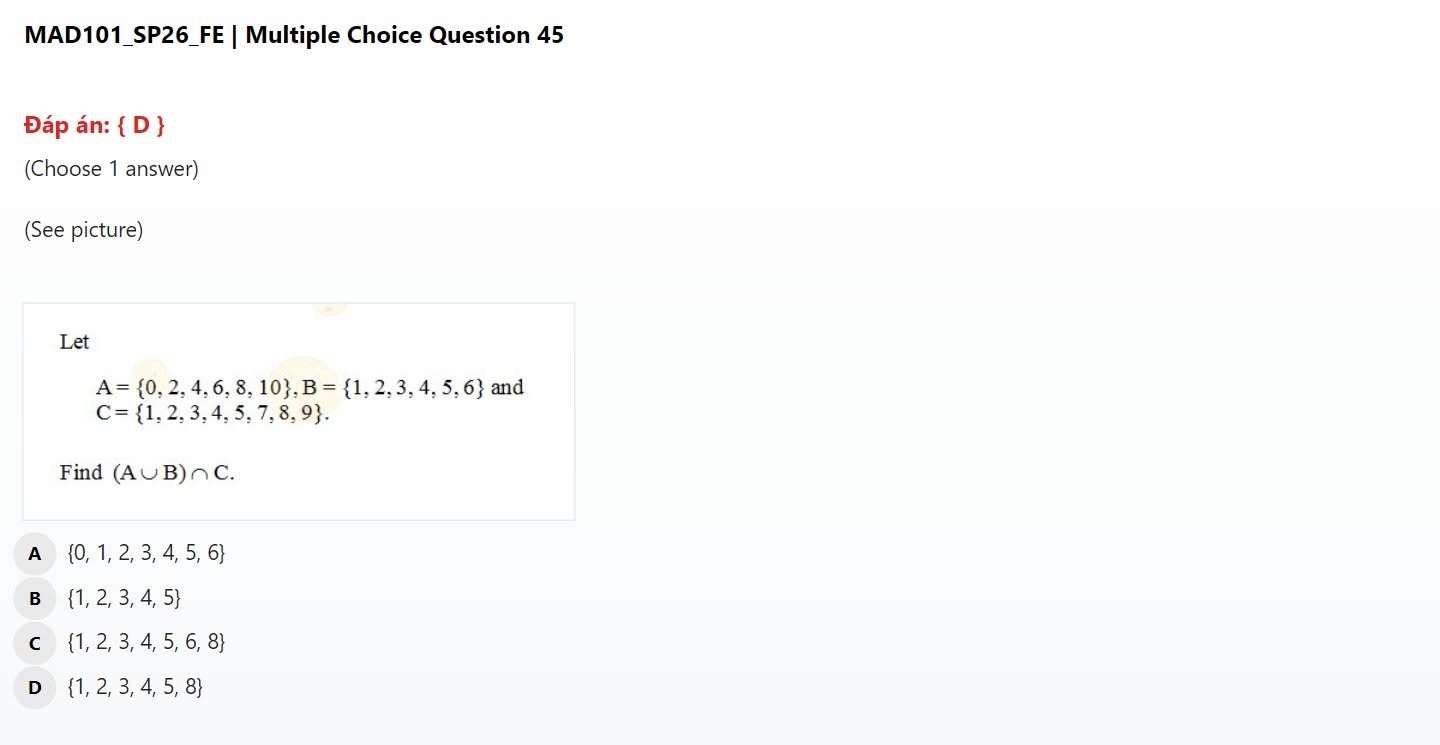 MAD101_SP26_FE | Multiple Choice Question 45
Đáp án: { D }
(Choose 1 answer)
(See picture)
Let
A = {0, 2, 4, 6, 8, 10}, B = {1, 2, 3, 4, 5, 6} and
C = {1, 2, 3, 4, 5, 7, 8, 9}.
Find (A ∪ B) ∩ C.
A {0, 1, 2, 3, 4, 5, 6}
B {1, 2, 3, 4, 5}
C {1, 2, 3, 4, 5, 6, 8}
D {1, 2, 3, 4, 5, 8}